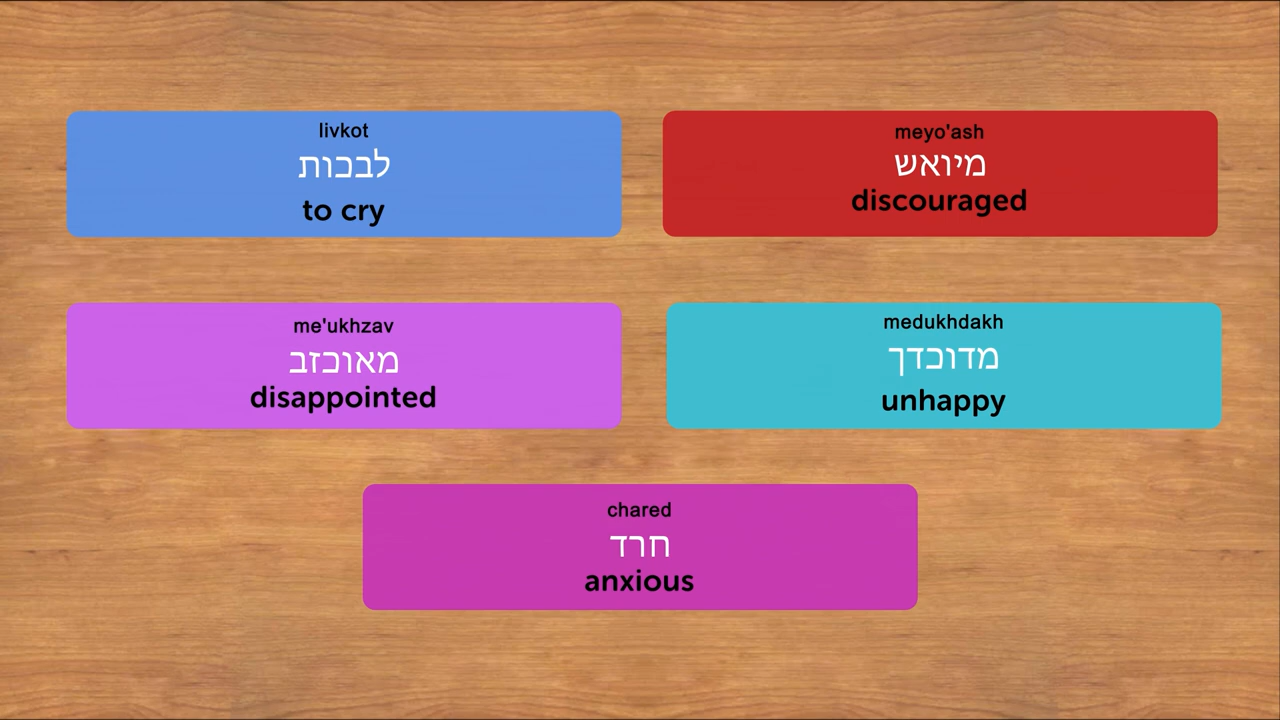 livkot
לבכות
to cry
meyo'ash
מיואש
discouraged
me'ukhzav
מאוכזב
disappointed
medukhdakh
מדוכדך
unhappy
chared
חרד
anxious